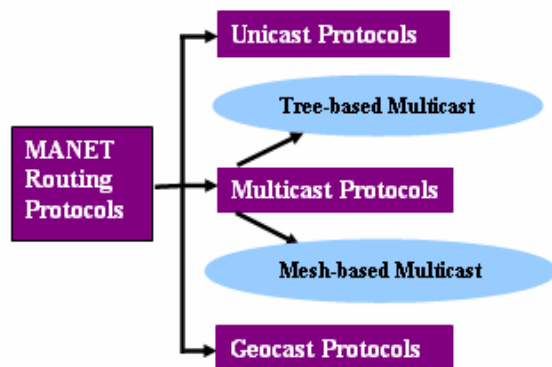 Unicast Protocols
Tree-based Multicast
MANET
Routing
Protocols
Multicast Protocols
Mesh-based Multicast
Geocast Protocols